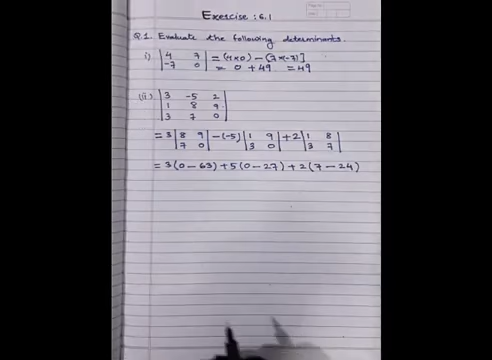 Exercise : 6.1
Q.1. Evaluate the following determinants.
i) | 4 7 | = (4×0) − [7×(-7)]
| -7 0 | = 0 + 49 = 49
(ii) | 3 -5 2 |
| 1 8 9 |
| 3 7 0 |
= 3 | 8 9 | − (-5) | 1 9 | + 2 | 1 8 |
| 7 0 | | 3 0 | | 3 7 |
= 3(0 − 63) + 5(0 − 27) + 2(7 − 24)